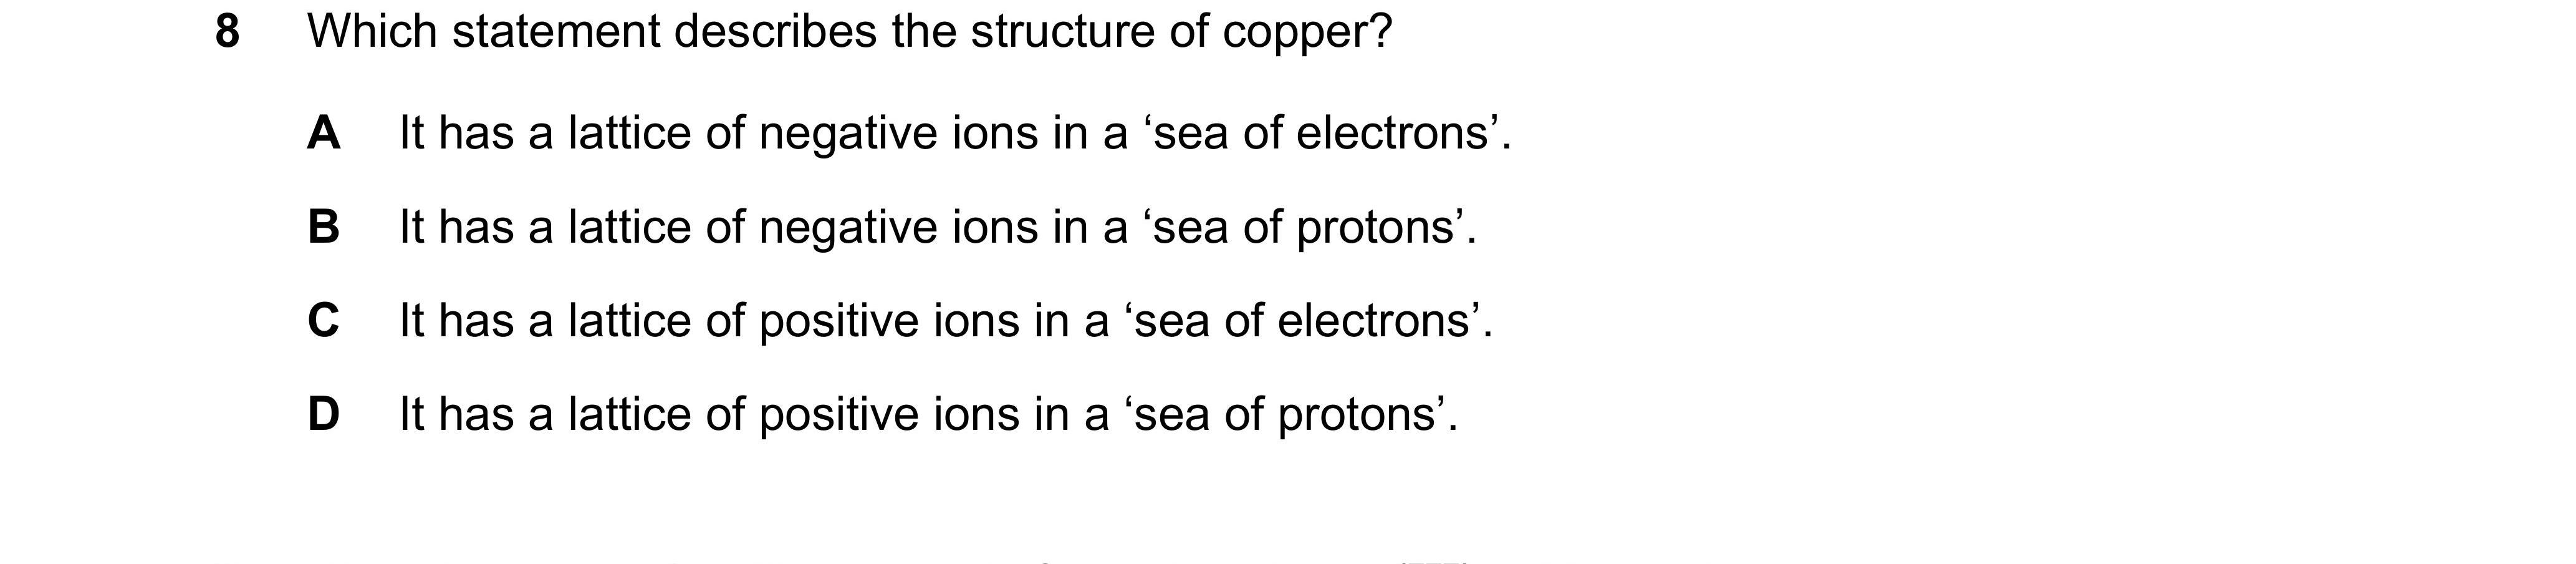 8 Which statement describes the structure of copper?
A It has a lattice of negative ions in a ‘sea of electrons’.
B It has a lattice of negative ions in a ‘sea of protons’.
C It has a lattice of positive ions in a ‘sea of electrons’.
D It has a lattice of positive ions in a ‘sea of protons’.